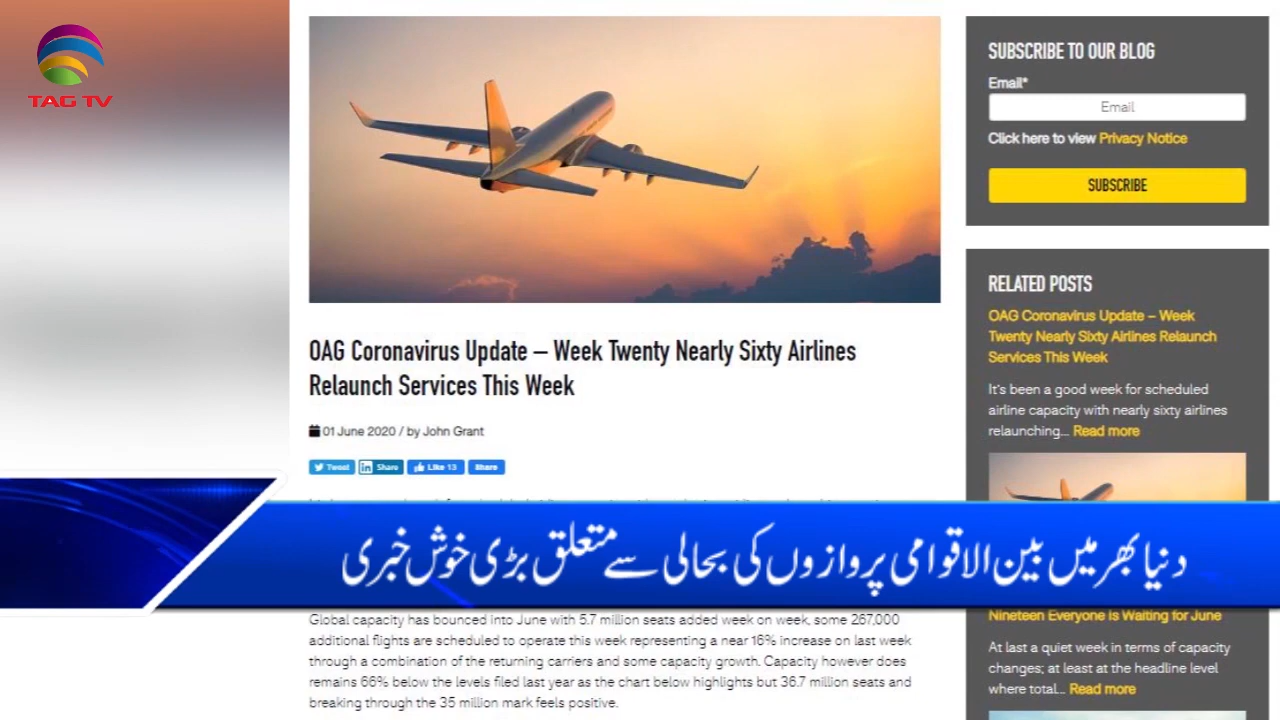 TAG TV
OAG Coronavirus Update – Week Twenty Nearly Sixty Airlines
Relaunch Services This Week
01 June 2020 / by John Grant
Tweet Share Like 13 Share
دنیا بھر میں بین الاقوامی پروازوں کی بحالی سے متعلق بڑی خوش خبری
Global capacity has bounced into June with 5.7 million seats added week on week, some 267,000
additional flights are scheduled to operate this week representing a near 16% increase on last week
through a combination of the returning carriers and some capacity growth. Capacity however does
remains 66% below the levels filed last year as the chart below highlights but 36.7 million seats and
breaking through the 35 million mark feels positive.
SUBSCRIBE TO OUR BLOG
Email*
Email
Click here to view Privacy Notice
SUBSCRIBE
RELATED POSTS
OAG Coronavirus Update – Week
Twenty Nearly Sixty Airlines Relaunch
Services This Week
It's been a good week for scheduled
airline capacity with nearly sixty airlines
relaunching... Read more
Nineteen Everyone Is Waiting for June
At last a quiet week in terms of capacity
changes; at least at the headline level
where total... Read more